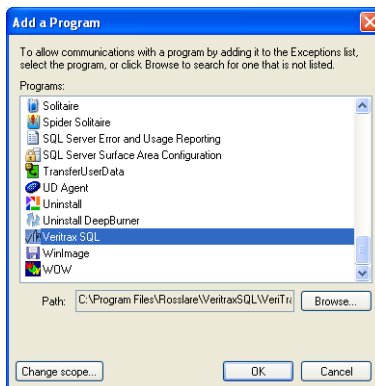 Add a Program
To allow communications with a program by adding it to the Exceptions list,
select the program, or click Browse to search for one that is not listed.
Programs:
Solitaire
Spider Solitaire
SQL Server Error and Usage Reporting
SQL Server Surface Area Configuration
TransferUserData
UD Agent
Uninstall
Uninstall DeepBurner
Veritrax SQL
WinImage
WOW
Path: C:\Program Files\Rosslare\VeritraxSQL\VeriTra Browse...
Change scope... OK Cancel